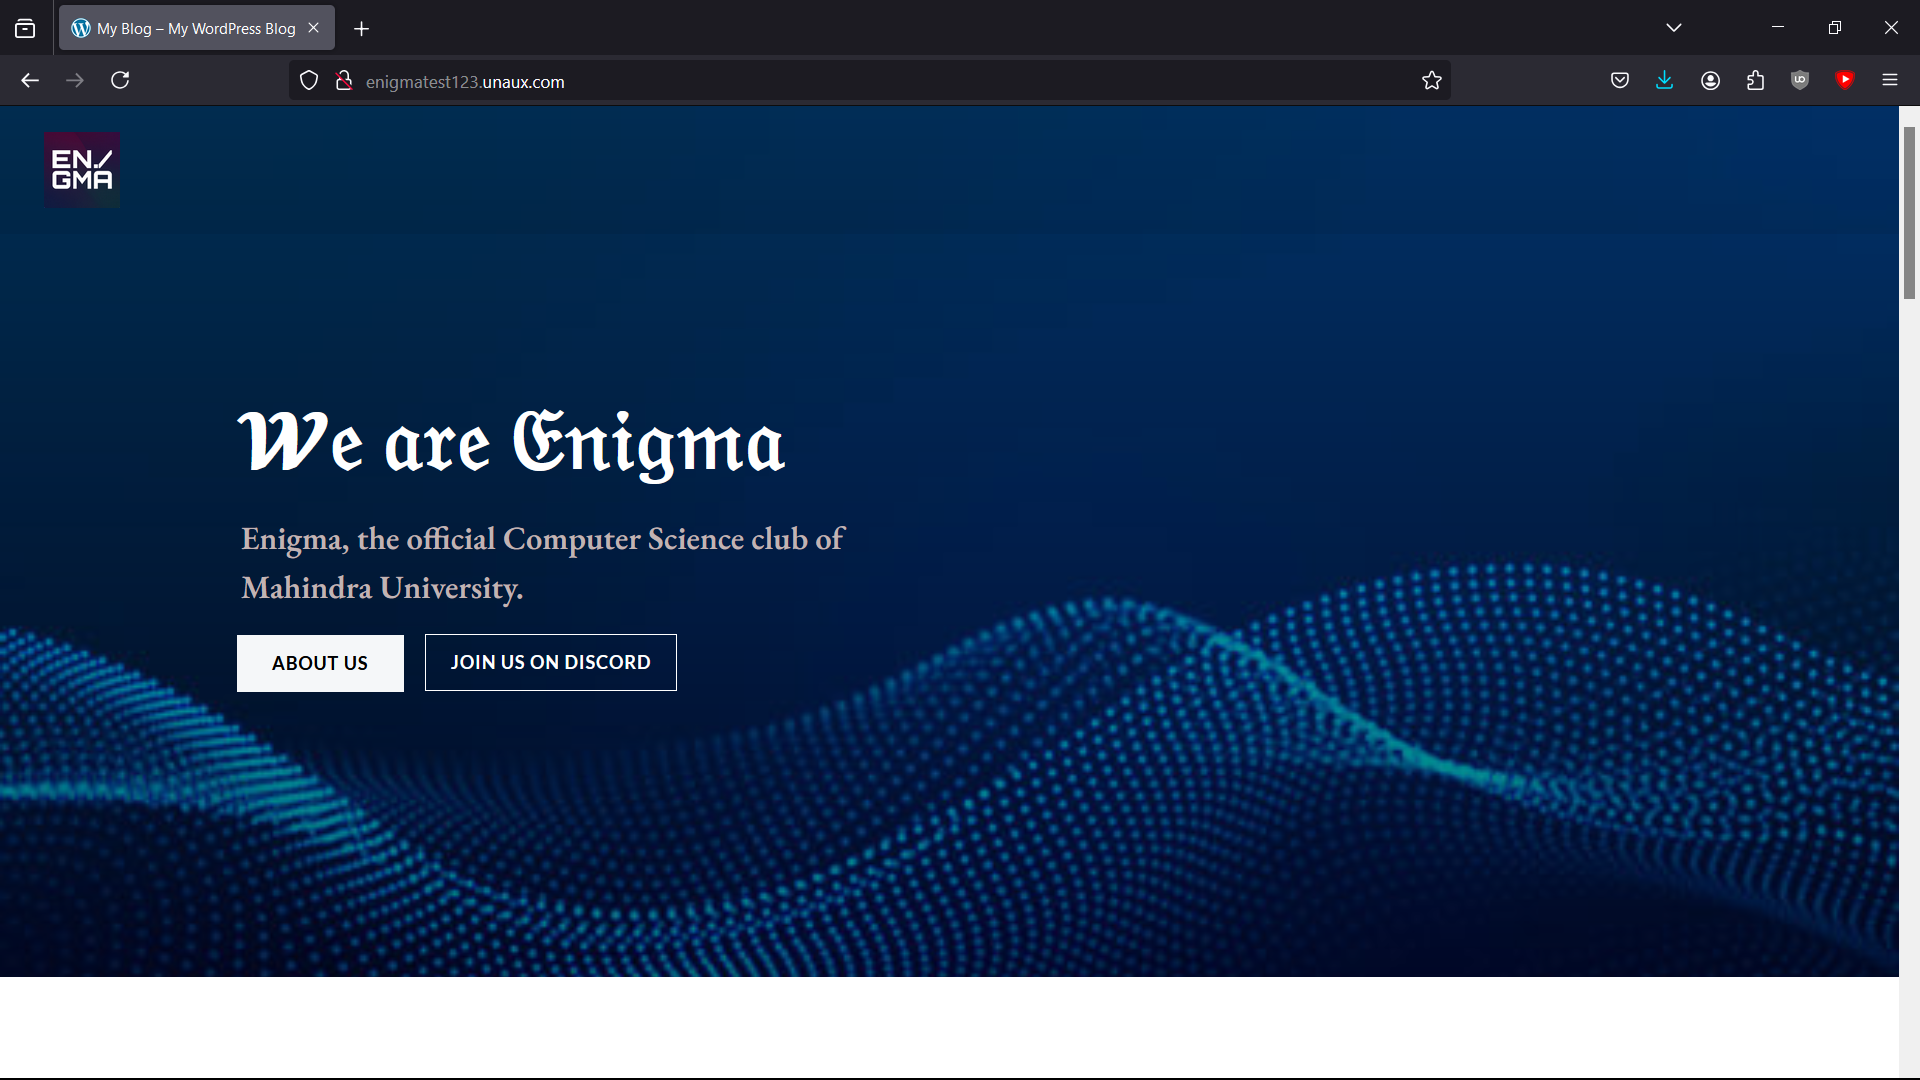 My Blog – My WordPress Blog
enigmatest123.unaux.com
EN./
GMA
We are Enigma
Enigma, the official Computer Science club of
Mahindra University.
ABOUT US
JOIN US ON DISCORD